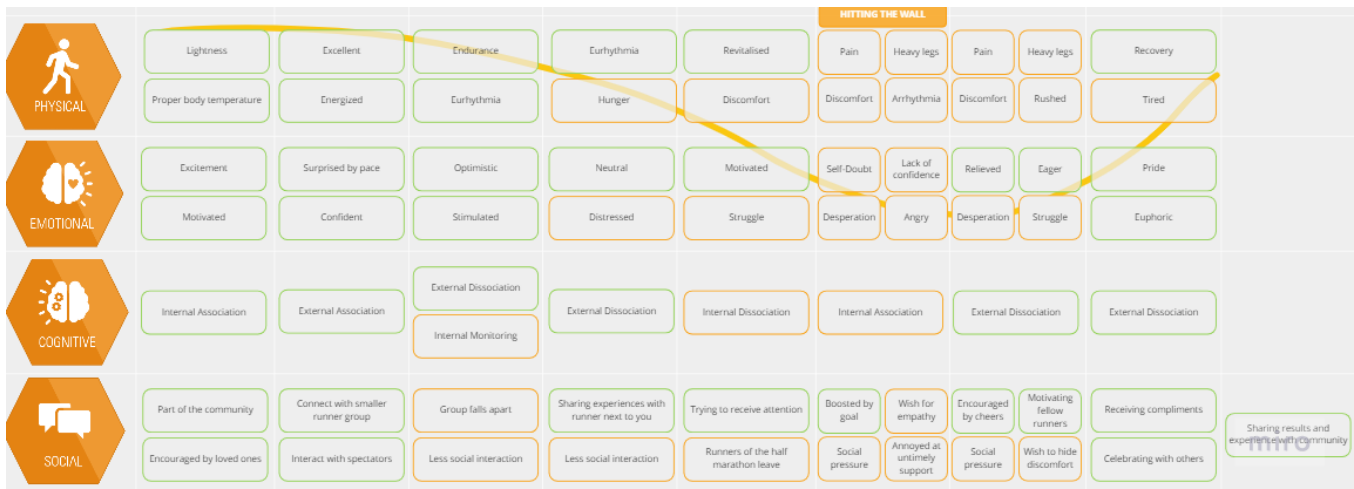 HITTING THE WALL
Lightness
Excellent
Endurance
Eurhythmia
Revitalised
Pain
Heavy legs
Pain
Heavy legs
Recovery
PHYSICAL
Proper body temperature
Energized
Eurhythmia
Hunger
Discomfort
Discomfort
Arrhythmia
Discomfort
Rushed
Tired
Excitement
Surprised by pace
Optimistic
Neutral
Motivated
Self-Doubt
Lack of
confidence
Relieved
Eager
Pride
EMOTIONAL
Motivated
Confident
Stimulated
Distressed
Struggle
Desperation
Angry
Desperation
Struggle
Euphoric
COGNITIVE
Internal Association
External Association
External Dissociation
Internal Monitoring
External Dissociation
Internal Dissociation
Internal Association
External Dissociation
External Dissociation
Part of the community
Connect with smaller
runner group
Group falls apart
Sharing experiences with
runner next to you
Trying to receive attention
Boosted by
goal
Wish for
empathy
Encouraged
by cheers
Motivating
fellow
runners
Receiving compliments
SOCIAL
Encouraged by loved ones
Interact with spectators
Less social interaction
Less social interaction
Runners of the half
marathon leave
Social
pressure
Annoyed at
untimely
support
Social
pressure
Wish to hide
discomfort
Celebrating with others
Sharing results and
experience with community
miro